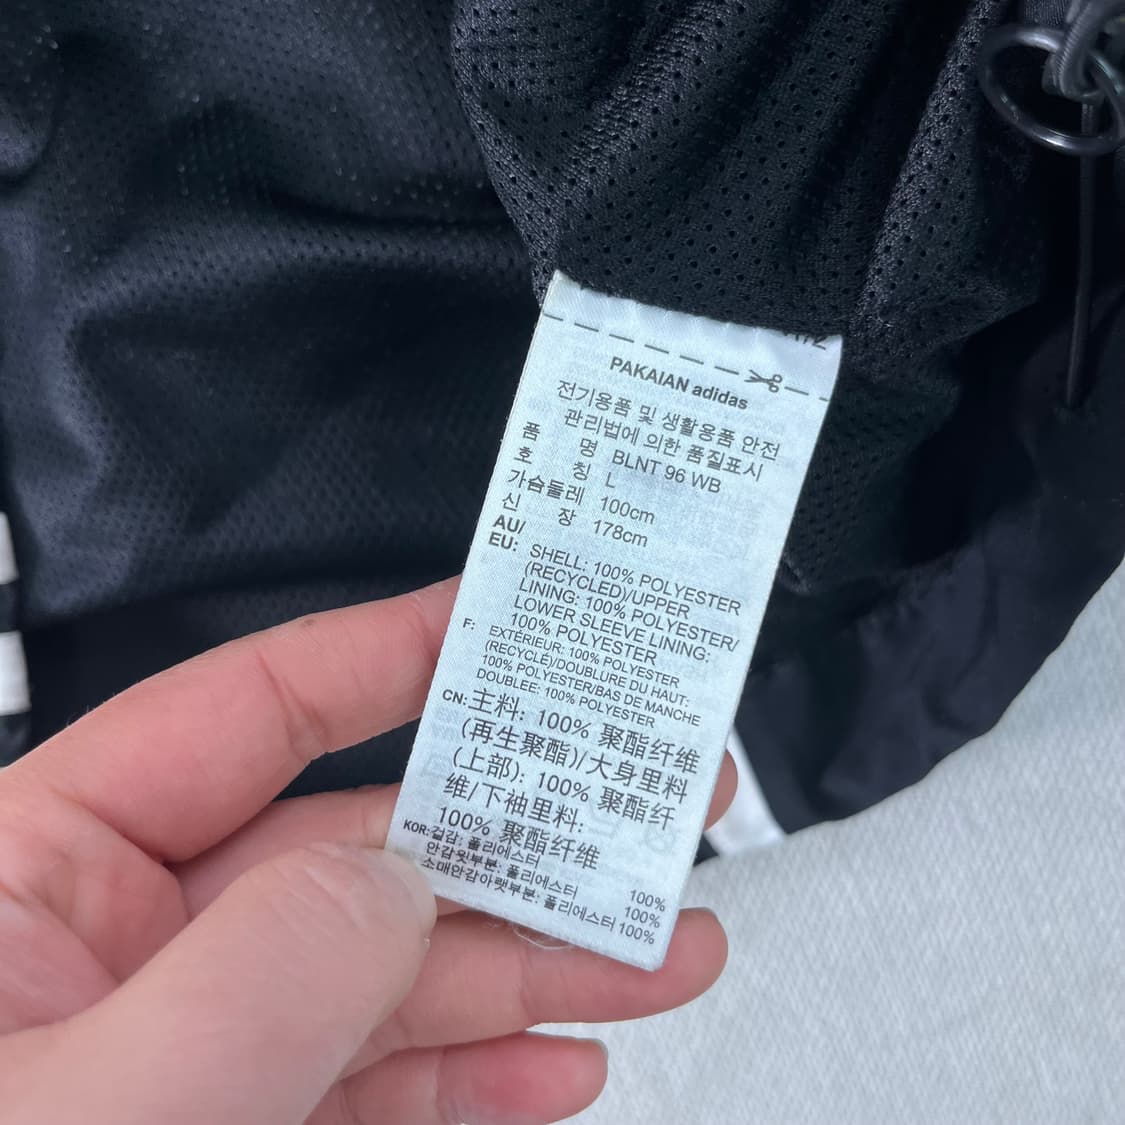 PAKAIAN adidas
전기용품 및 생활용품 안전
관리법에 의한 품질표시
품 명 BLNT 96 WB
호 칭 L
가슴둘레 100cm
신 장 178cm
AU/
EU: SHELL: 100% POLYESTER
(RECYCLED)/UPPER
LINING: 100% POLYESTER/
LOWER SLEEVE LINING:
100% POLYESTER
F: EXTÉRIEUR: 100% POLYESTER
(RECYCLÉ)/DOUBLURE DU HAUT:
100% POLYESTER/BAS DE MANCHE
DOUBLEE: 100% POLYESTER
CN: 主料: 100% 聚酯纤维
(再生聚酯)/大身里料
(上部): 100% 聚酯纤
维/下袖里料:
100% 聚酯纤维
KOR: 겉감: 폴리에스터 100%
안감윗부분: 폴리에스터 100%
소매안감아랫부분: 폴리에스터 100%